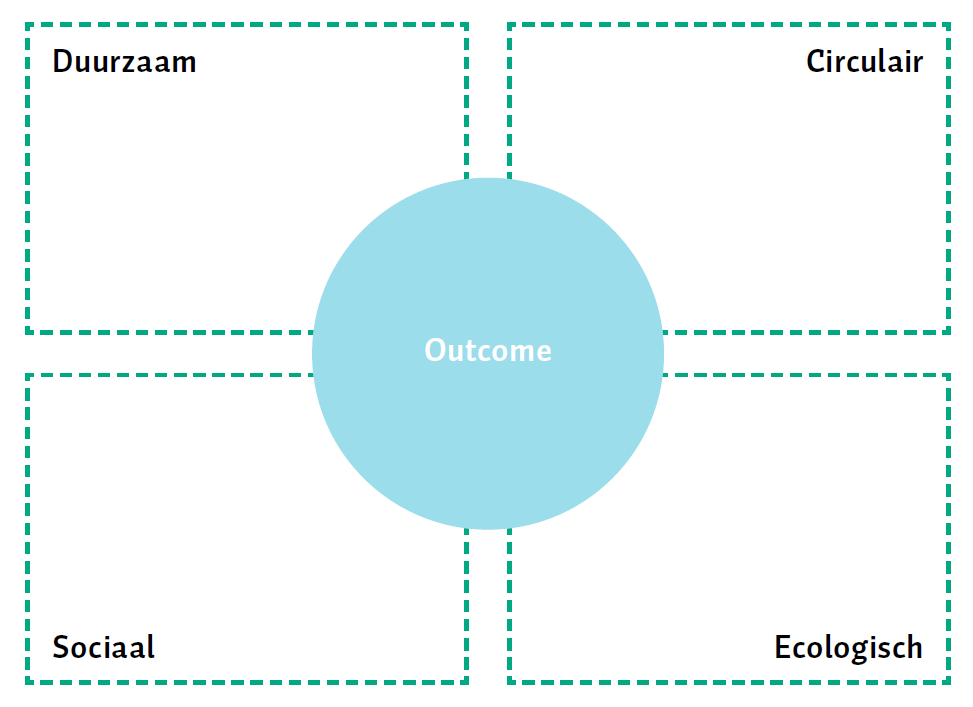 Duurzaam
Circulair
Outcome
Sociaal
Ecologisch